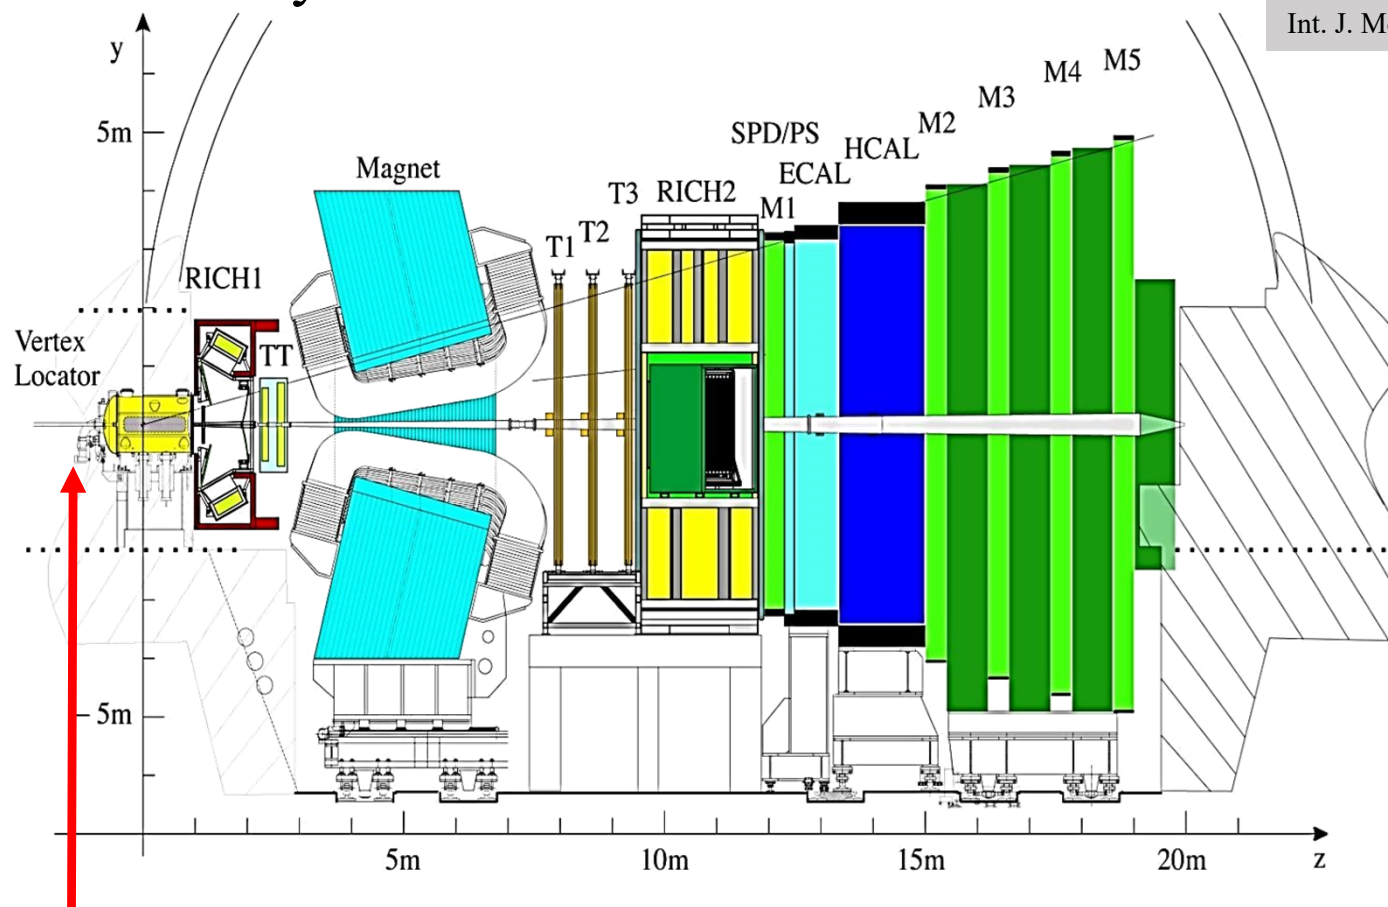 Int. J. M
y
5m
Magnet
T1
T2
T3
RICH2
SPD/PS
M1
ECAL
HCAL
M2
M3
M4
M5
RICH1
TT
Vertex
Locator
5m
5m
10m
15m
20m
z